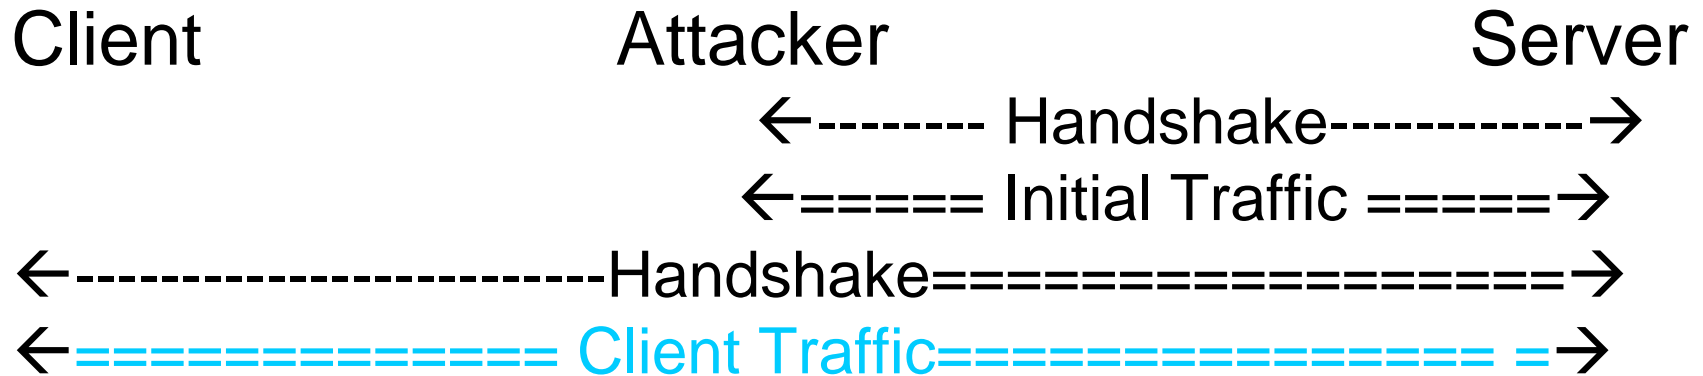 Client Attacker Server
←-------- Handshake------------→
←===== Initial Traffic =====→
←-------------------------Handshake=================→
←============= Client Traffic=============== =→